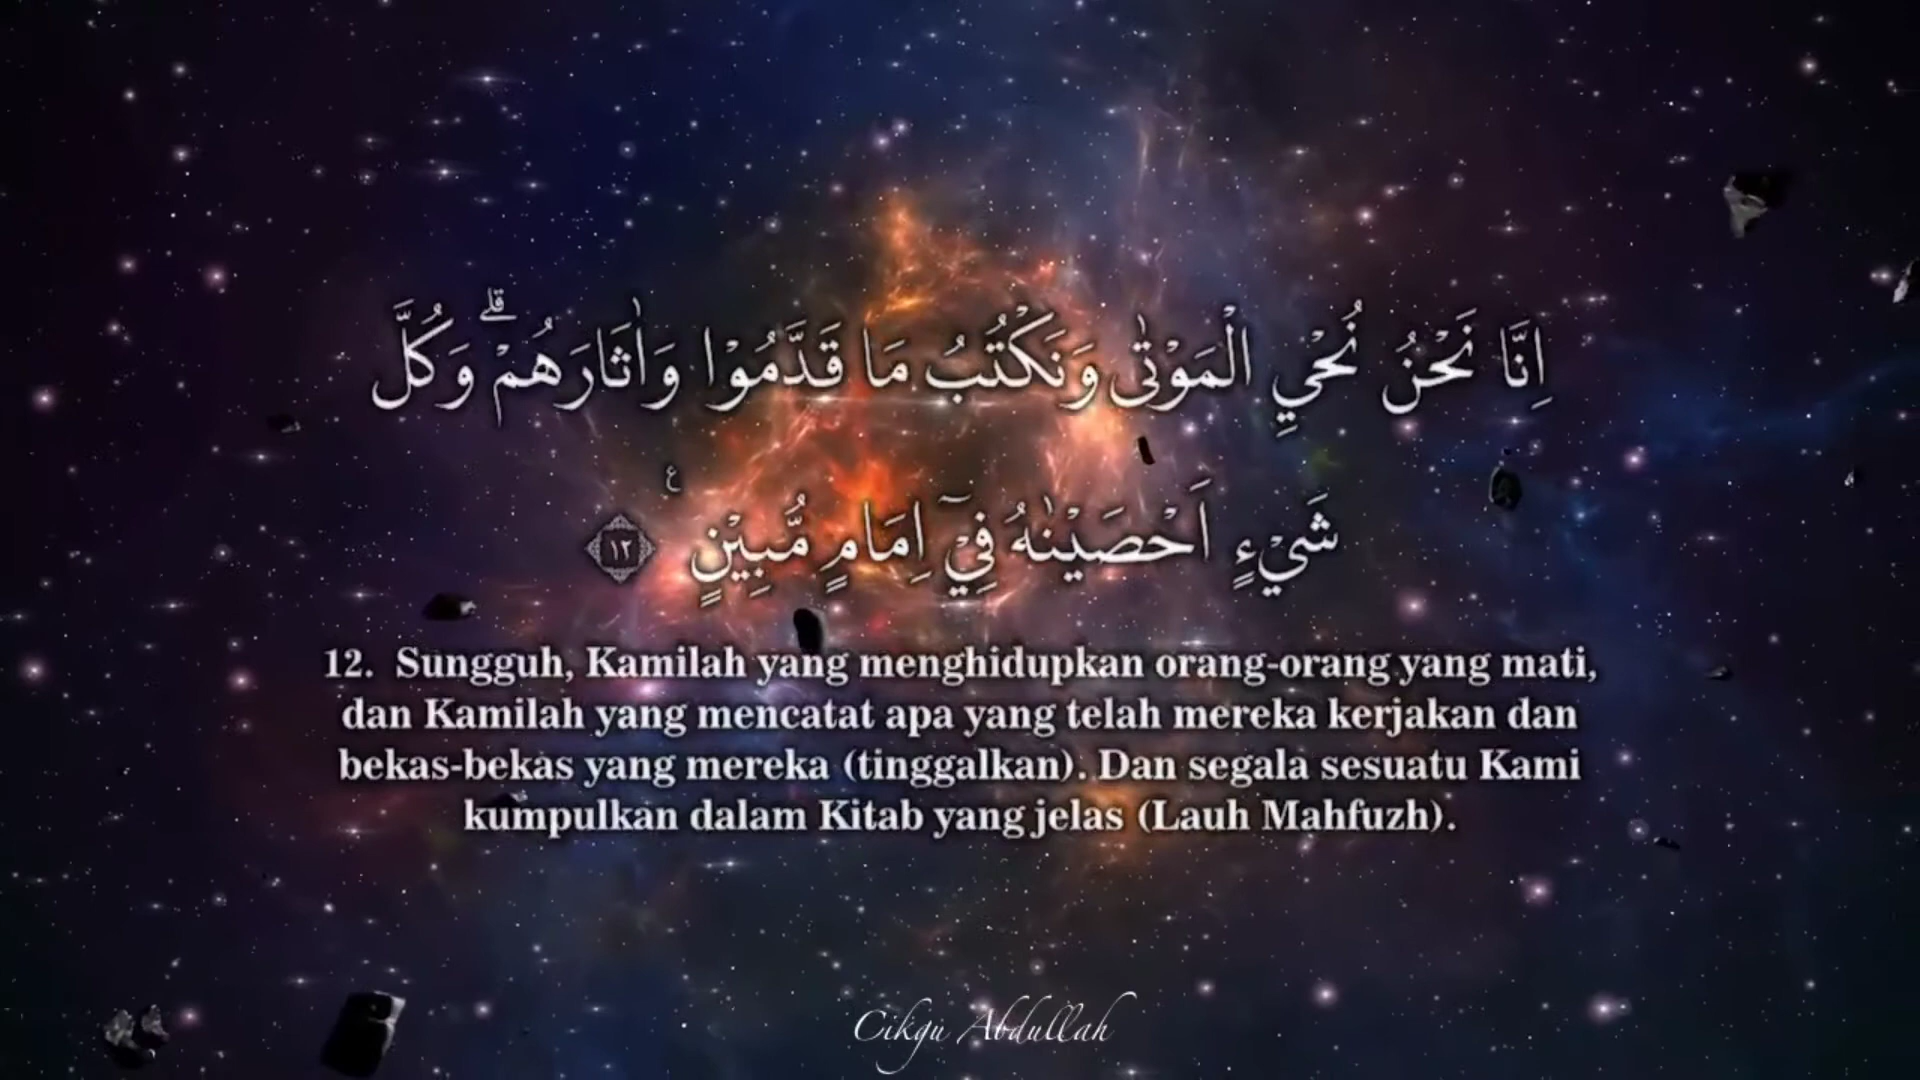 اِنَّا نَحْنُ نُحْيِ الْمَوْتٰى وَنَكْتُبُ مَا قَدَّمُوْا وَاٰثَارَهُمْۗ وَكُلَّ
شَيْءٍ اَحْصَيْنٰهُ فِيْٓ اِمَامٍ مُّبِيْنٍ ࣖ ۝١٢
12. Sungguh, Kamilah yang menghidupkan orang-orang yang mati,
dan Kamilah yang mencatat apa yang telah mereka kerjakan dan
bekas-bekas yang mereka (tinggalkan). Dan segala sesuatu Kami
kumpulkan dalam Kitab yang jelas (Lauh Mahfuzh).
Cikgu Abdullah